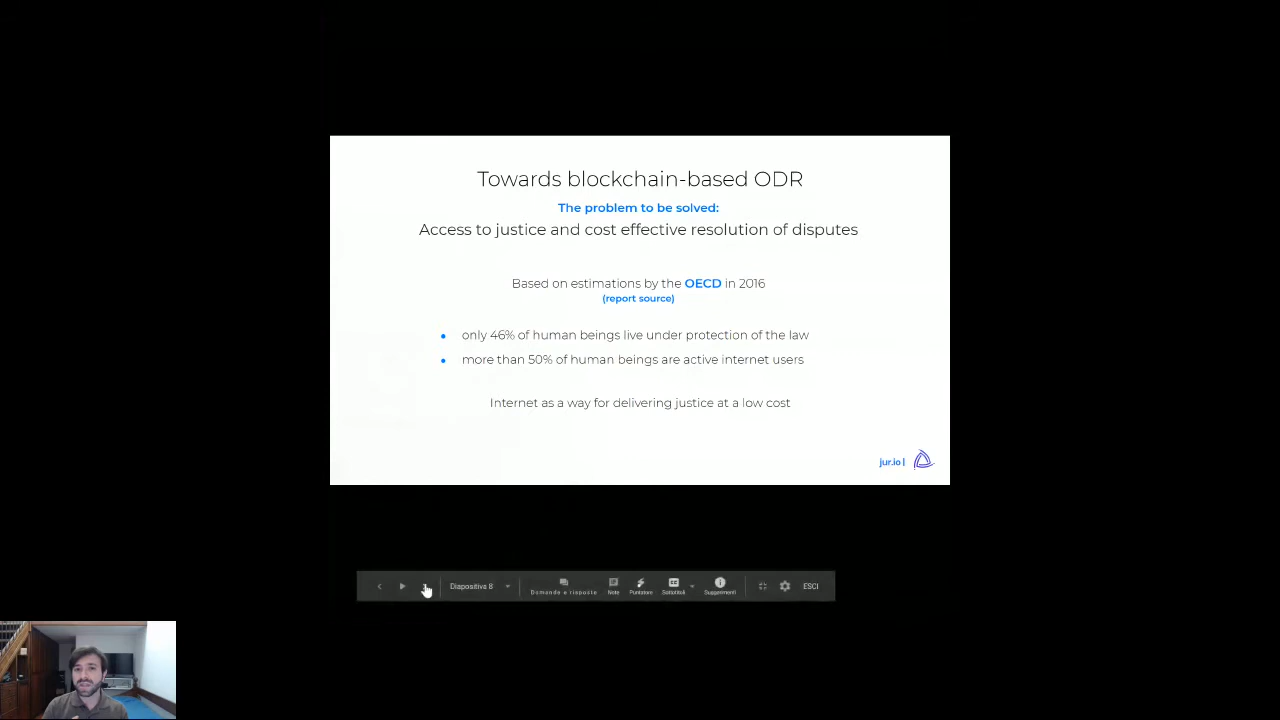 Towards blockchain-based ODR
The problem to be solved:
Access to justice and cost effective resolution of disputes
Based on estimations by the OECD in 2016
(report source)
only 46% of human beings live under protection of the law
more than 50% of human beings are active internet users
Internet as a way for delivering justice at a low cost
jur.io |
Diapositiva 8
Domande e risposte
Note
Puntatore
Sottotitoli
Suggerimenti
ESCI